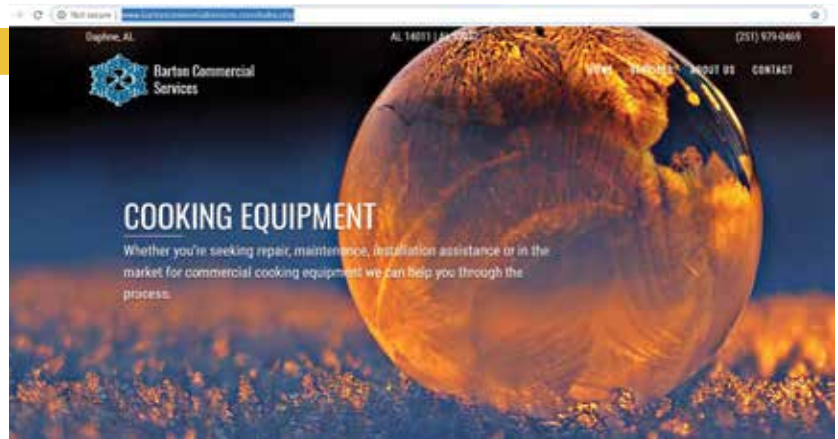 Not secure
Daphne, AL
AL 14011
(251) 979-0469
Barton Commercial
Services
ABOUT US CONTACT
COOKING EQUIPMENT
Whether you're seeking repair, maintenance, installation assistance or in the
market for commercial cooking equipment we can help you through the
process.